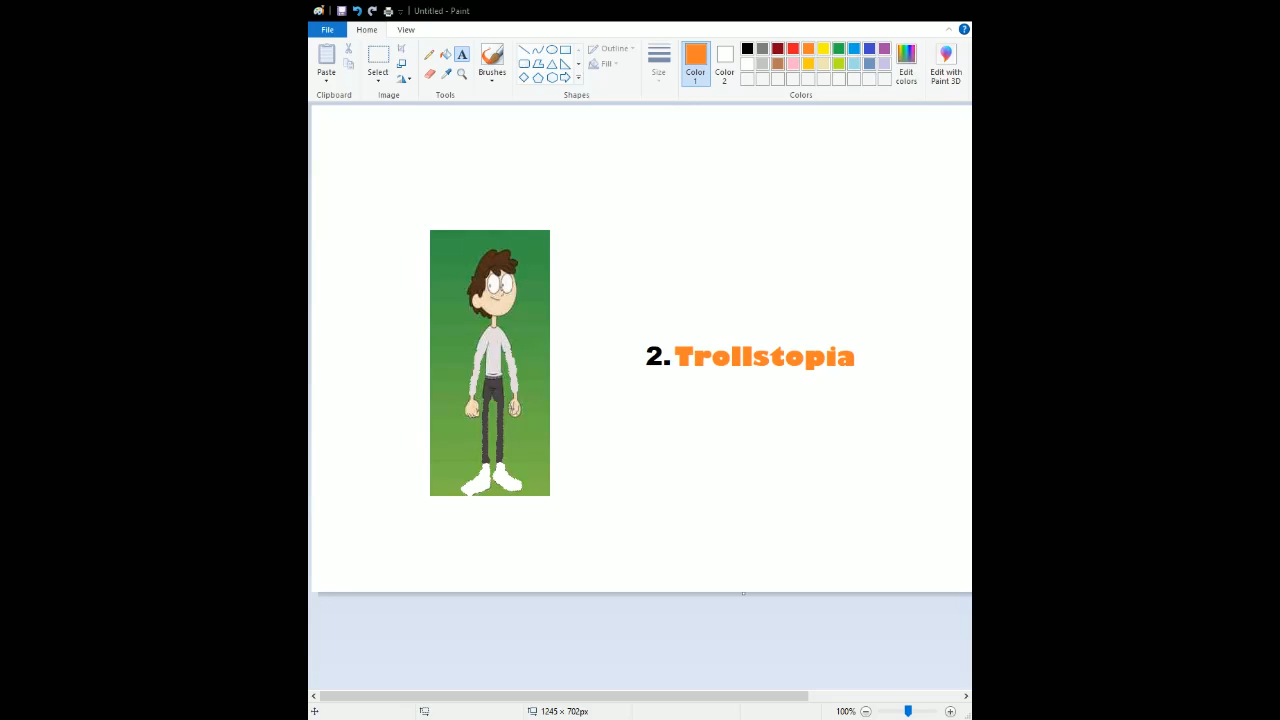 Untitled - Paint
File
Home
View
Paste
Select
Brushes
Outline
Fill
Size
Color 1
Color 2
Edit colors
Edit with Paint 3D
Clipboard
Image
Tools
A
Shapes
Colors
2. Trollstopia
1245 × 702px
100%